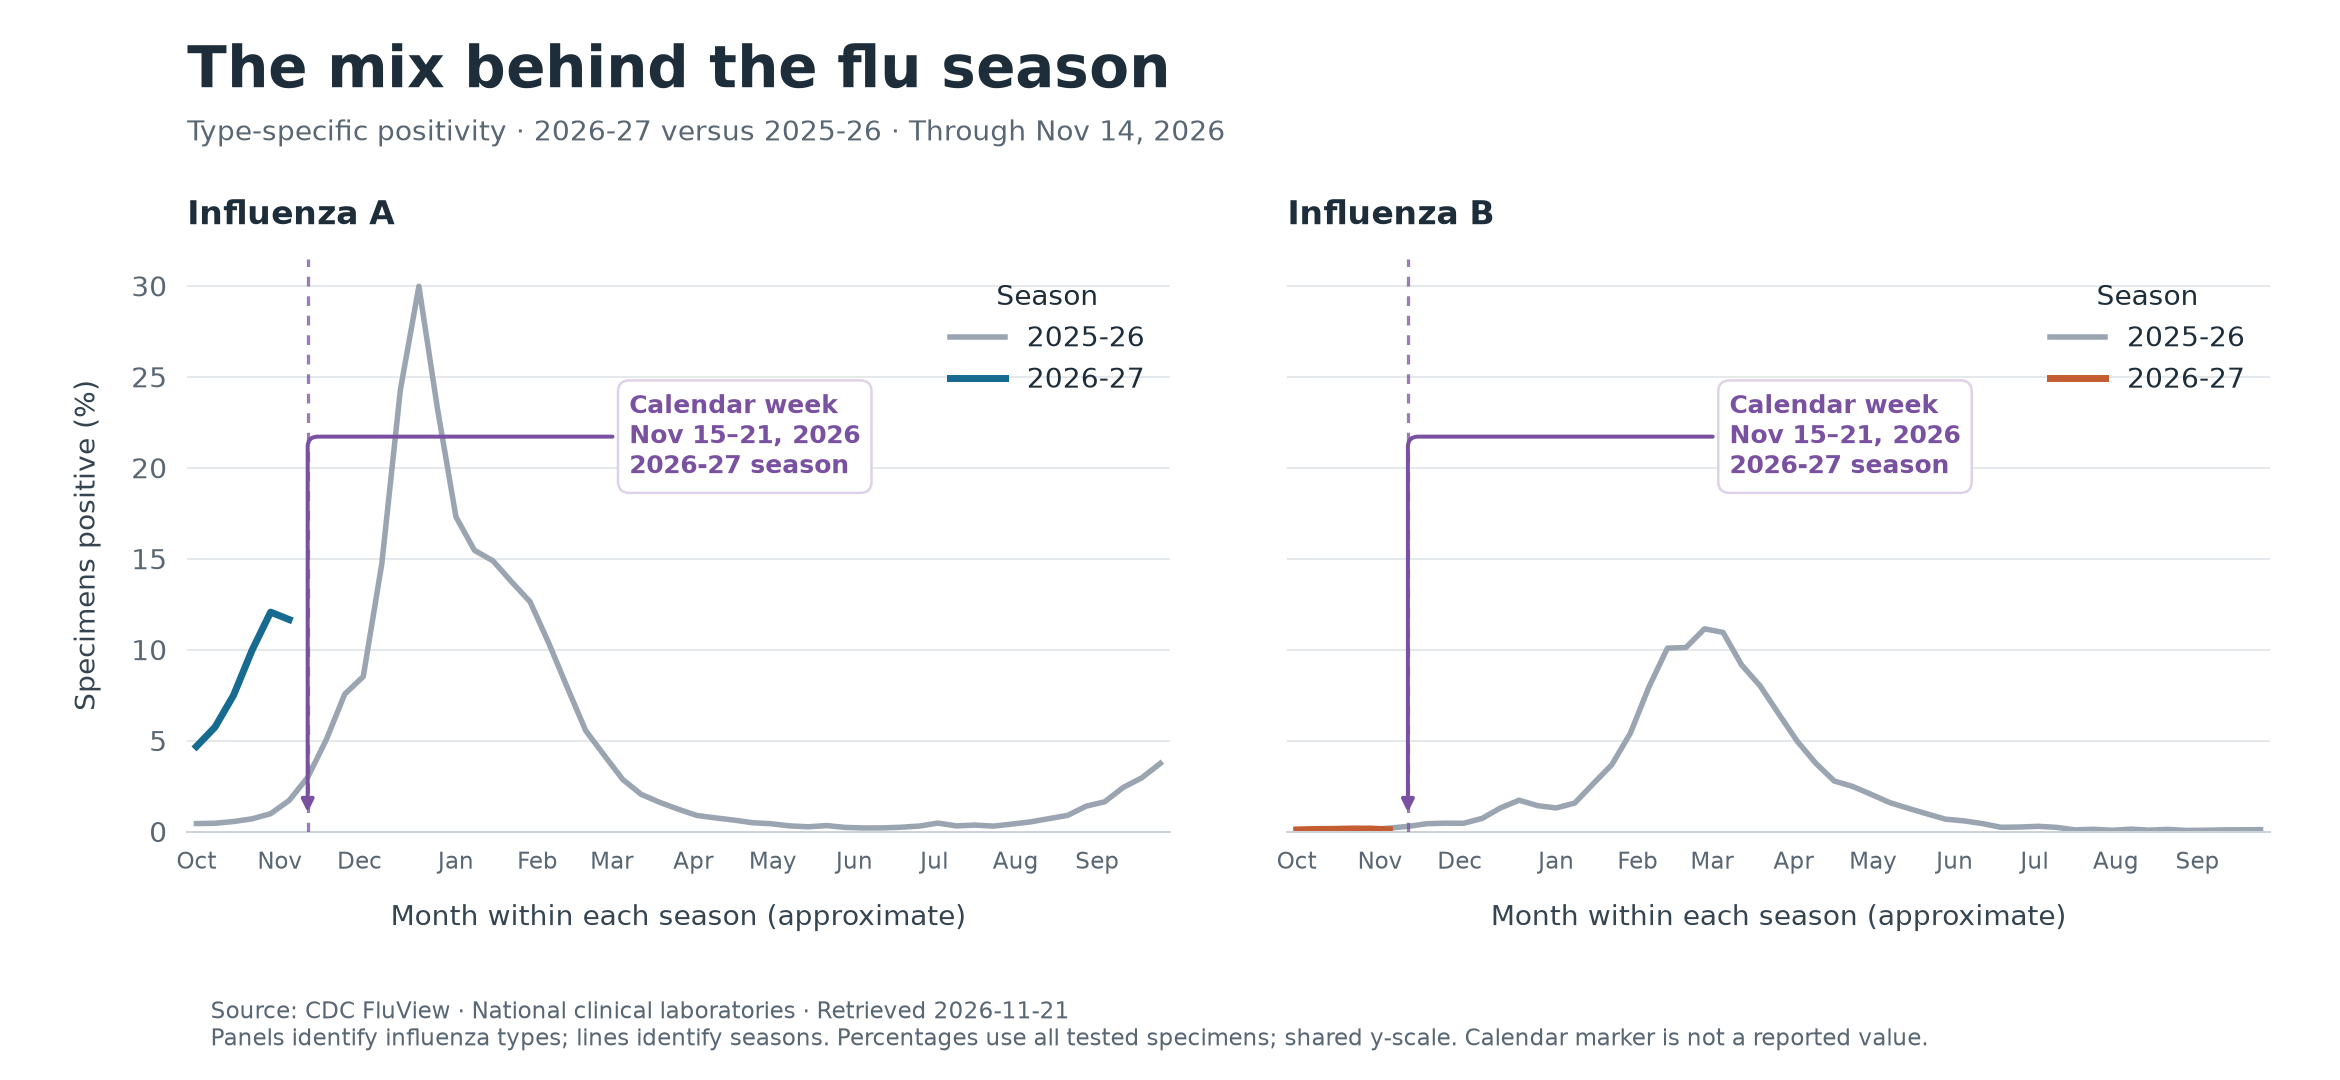 The mix behind the flu season
Type-specific positivity · 2026-27 versus 2025-26 · Through Nov 14, 2026
Influenza A
Specimens positive (%)
30
25
20
15
10
5
0
Season
2025-26
2026-27
Calendar week
Nov 15–21, 2026
2026-27 season
Oct Nov Dec Jan Feb Mar Apr May Jun Jul Aug Sep
Month within each season (approximate)
Influenza B
Season
2025-26
2026-27
Calendar week
Nov 15–21, 2026
2026-27 season
Oct Nov Dec Jan Feb Mar Apr May Jun Jul Aug Sep
Month within each season (approximate)
Source: CDC FluView · National clinical laboratories · Retrieved 2026-11-21
Panels identify influenza types; lines identify seasons. Percentages use all tested specimens; shared y-scale. Calendar marker is not a reported value.